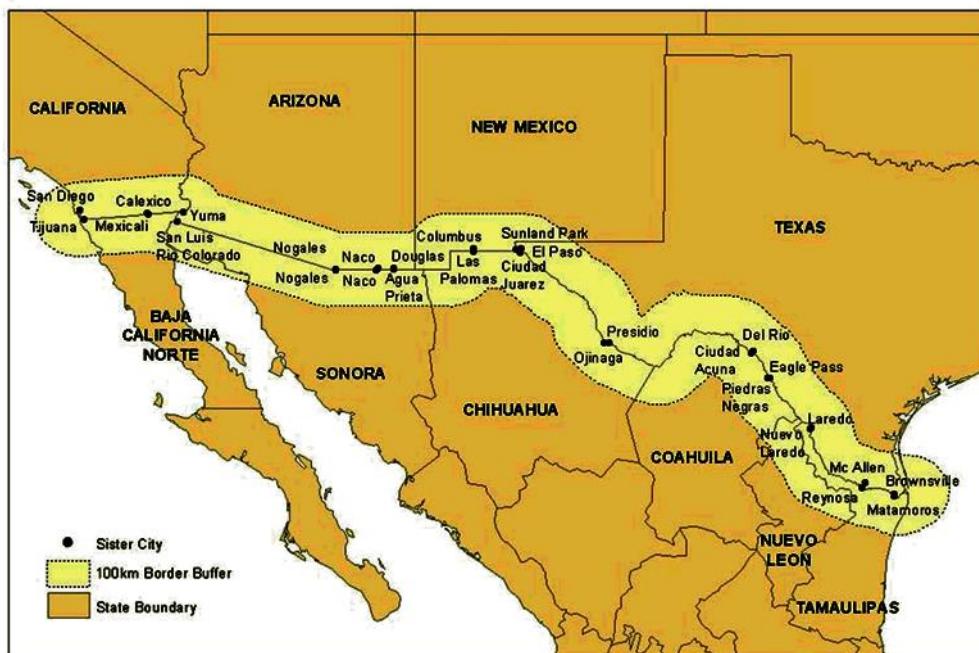 CALIFORNIA
ARIZONA
NEW MEXICO
TEXAS
San Diego
Tijuana
Calexico
Mexicali
Yuma
San Luis
Rio Colorado
Nogales
Nogales
Naco
Naco
Douglas
Agua
Prieta
Columbus
Las
Palomas
Sunland Park
El Paso
Ciudad
Juarez
Presidio
Ojinaga
Del Rio
Ciudad
Acuna
Eagle Pass
Piedras
Negras
Laredo
Nuevo
Laredo
Mc Allen
Reynosa
Brownsville
Matamoros
BAJA
CALIFORNIA
NORTE
SONORA
CHIHUAHUA
COAHUILA
NUEVO
LEON
TAMAULIPAS
Sister City
100km Border Buffer
State Boundary